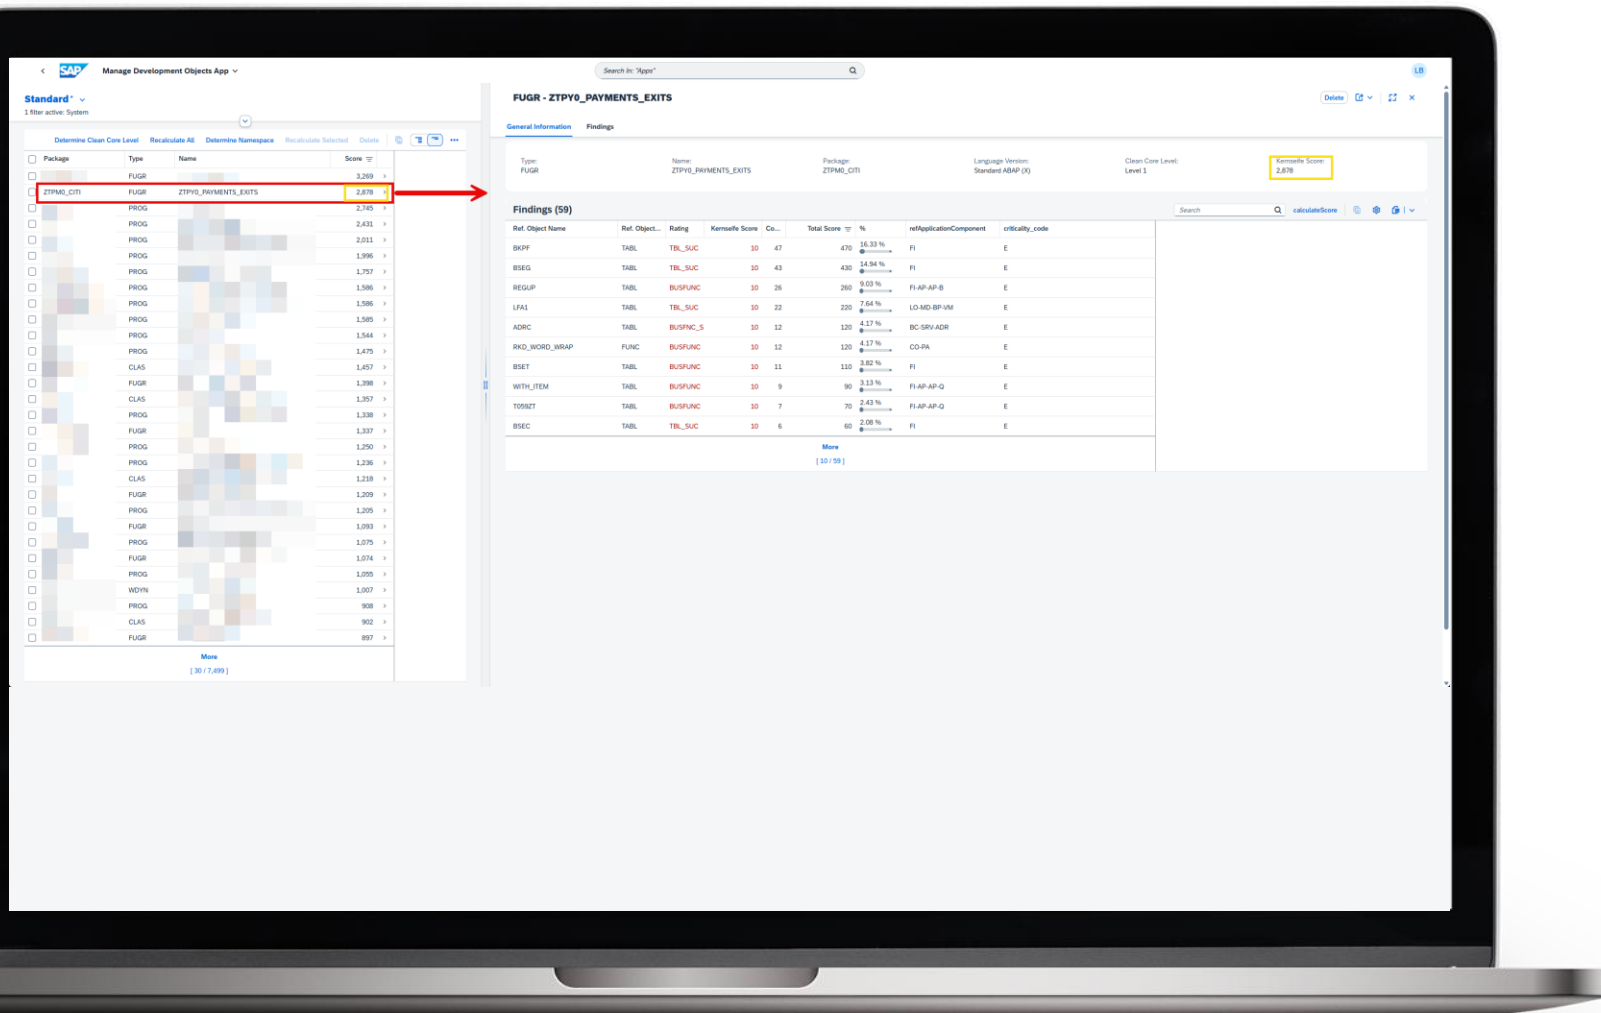 SAP Manage Development Objects App
Search in: "Apps"
LB
Standard*
1 filter active: System
Determine Clean Core Level Recalculate All Determine Namespace Recalculate Selected Delete
Package Type Name Score
FUGR 3,269
ZTPM0_CITI FUGR ZTPY0_PAYMENTS_EXITS 2,878
PROG 2,745
PROG 2,431
PROG 2,011
PROG 1,996
PROG 1,757
PROG 1,586
PROG 1,586
PROG 1,585
PROG 1,544
PROG 1,475
CLAS 1,457
FUGR 1,398
CLAS 1,357
PROG 1,338
FUGR 1,337
PROG 1,250
PROG 1,236
CLAS 1,218
FUGR 1,209
PROG 1,205
FUGR 1,093
PROG 1,075
FUGR 1,074
PROG 1,055
WDYN 1,007
PROG 908
CLAS 902
FUGR 897
More
[ 30 / 7,499 ]
FUGR - ZTPY0_PAYMENTS_EXITS
Delete
General Information Findings
Type: Name: Package: Language Version: Clean Core Level: Kernseife Score:
FUGR ZTPY0_PAYMENTS_EXITS ZTPM0_CITI Standard ABAP (X) Level 1 2,878
Findings (59)
Search calculateScore
Ref. Object Name Ref. Object... Rating Kernseife Score Co... Total Score % refApplicationComponent criticality_code
BKPF TABL TBL_SUC 10 47 470 16.33 % FI E
BSEG TABL TBL_SUC 10 43 430 14.94 % FI E
REGUP TABL BUSFUNC 10 26 260 9.03 % FI-AP-AP-B E
LFA1 TABL TBL_SUC 10 22 220 7.64 % LO-MD-BP-VM E
ADRC TABL BUSFNC_S 10 12 120 4.17 % BC-SRV-ADR E
RKD_WORD_WRAP FUNC BUSFUNC 10 12 120 4.17 % CO-PA E
BSET TABL BUSFUNC 10 11 110 3.82 % FI E
WITH_ITEM TABL BUSFUNC 10 9 90 3.13 % FI-AP-AP-Q E
T059ZT TABL BUSFUNC 10 7 70 2.43 % FI-AP-AP-Q E
BSEC TABL TBL_SUC 10 6 60 2.08 % FI E
More
[ 10 / 59 ]